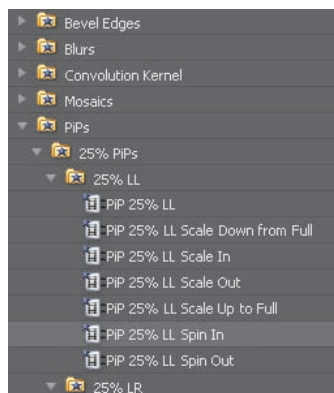 Bevel Edges
Blurs
Convolution Kernel
Mosaics
PiPs
25% PiPs
25% LL
PiP 25% LL
PiP 25% LL Scale Down from Full
PiP 25% LL Scale In
PiP 25% LL Scale Out
PiP 25% LL Scale Up to Full
PiP 25% LL Spin In
PiP 25% LL Spin Out
25% LR